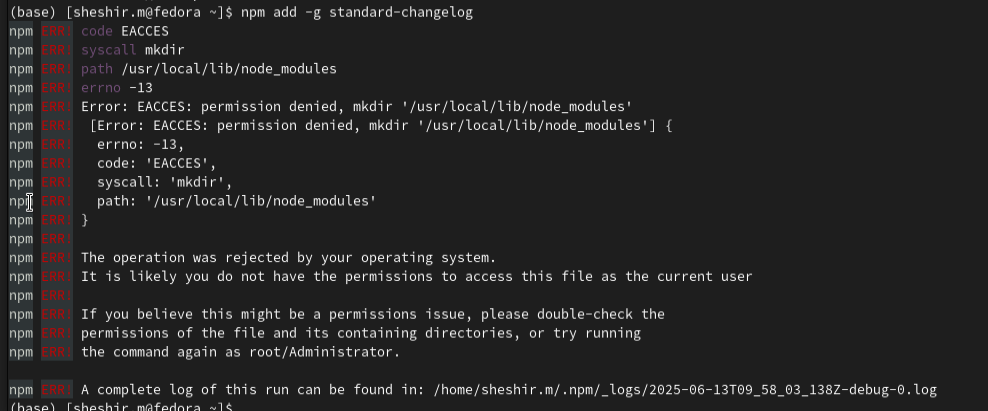 (base) [sheshir.m@fedora ~]$ npm add -g standard-changelog
npm ERR! code EACCES
npm ERR! syscall mkdir
npm ERR! path /usr/local/lib/node_modules
npm ERR! errno -13
npm ERR! Error: EACCES: permission denied, mkdir '/usr/local/lib/node_modules'
npm ERR!  [Error: EACCES: permission denied, mkdir '/usr/local/lib/node_modules'] {
npm ERR!   errno: -13,
npm ERR!   code: 'EACCES',
npm ERR!   syscall: 'mkdir',
npm ERR!   path: '/usr/local/lib/node_modules'
npm ERR! }
npm ERR!
npm ERR! The operation was rejected by your operating system.
npm ERR! It is likely you do not have the permissions to access this file as the current user
npm ERR!
npm ERR! If you believe this might be a permissions issue, please double-check the
npm ERR! permissions of the file and its containing directories, or try running
npm ERR! the command again as root/Administrator.
npm ERR! A complete log of this run can be found in: /home/sheshir.m/.npm/_logs/2025-06-13T09_58_03_138Z-debug-0.log
(base) [sheshir.m@fedora ~]$